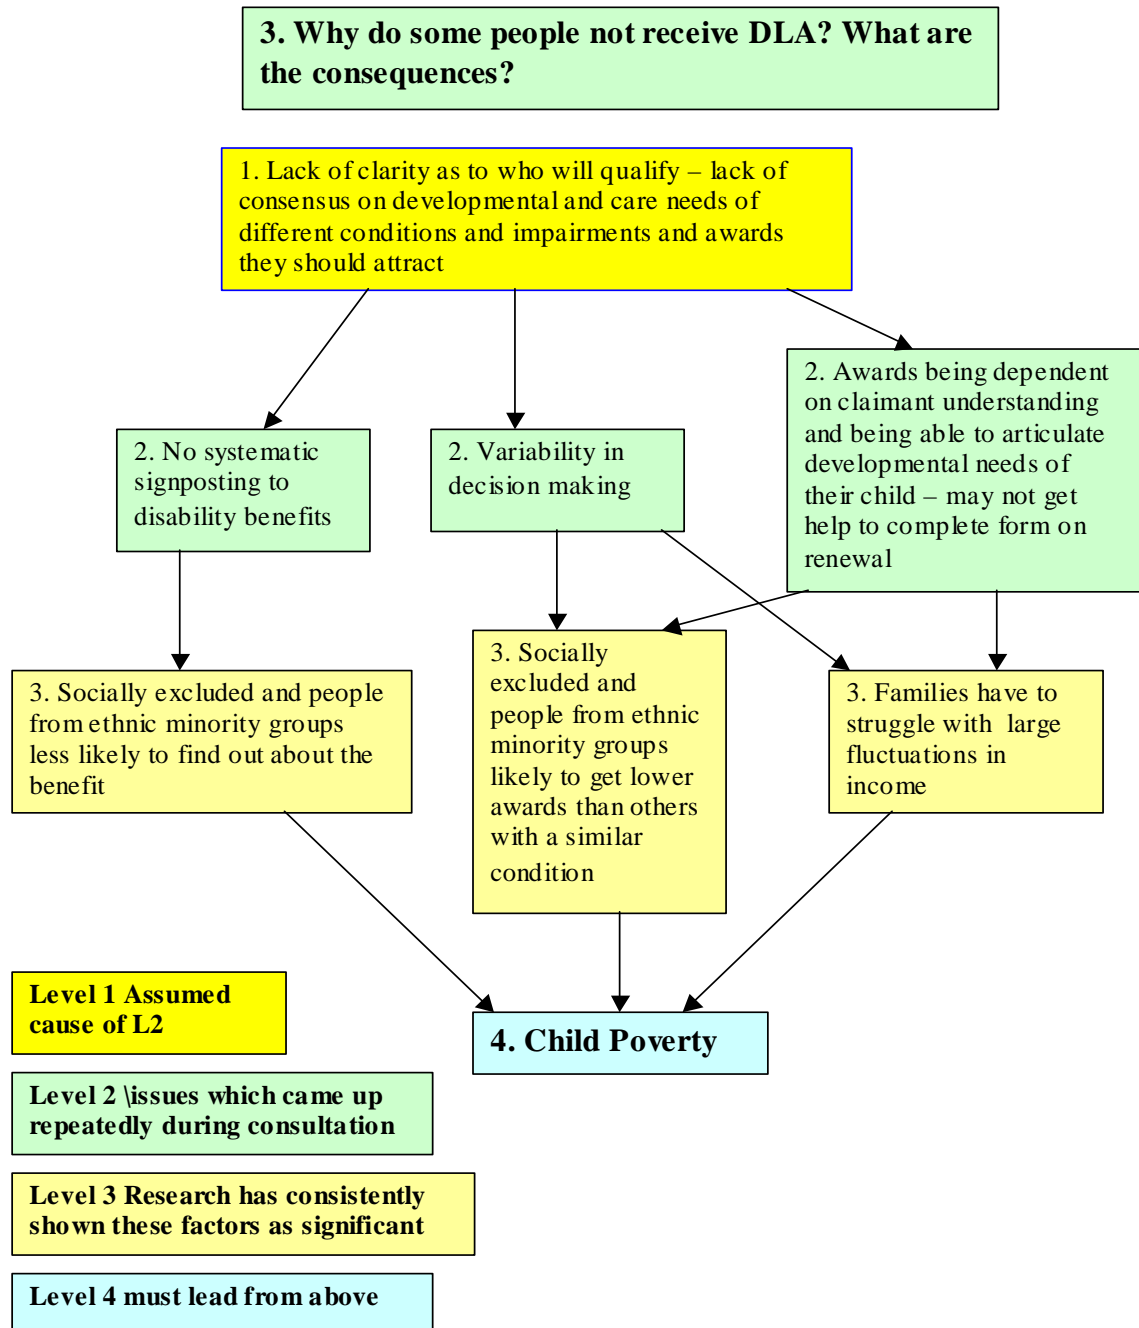 3. Why do some people not receive DLA? What are
the consequences?
1. Lack of clarity as to who will qualify – lack of
consensus on developmental and care needs of
different conditions and impairments and awards
they should attract
2. No systematic
signposting to
disability benefits
2. Variability in
decision making
2. Awards being dependent
on claimant understanding
and being able to articulate
developmental needs of
their child – may not get
help to complete form on
renewal
3. Socially excluded and people
from ethnic minority groups
less likely to find out about the
benefit
3. Socially
excluded and
people from ethnic
minority groups
likely to get lower
awards than others
with a similar
condition
3. Families have to
struggle with large
fluctuations in
income
4. Child Poverty
Level 1 Assumed
cause of L2
Level 2 \issues which came up
repeatedly during consultation
Level 3 Research has consistently
shown these factors as significant
Level 4 must lead from above